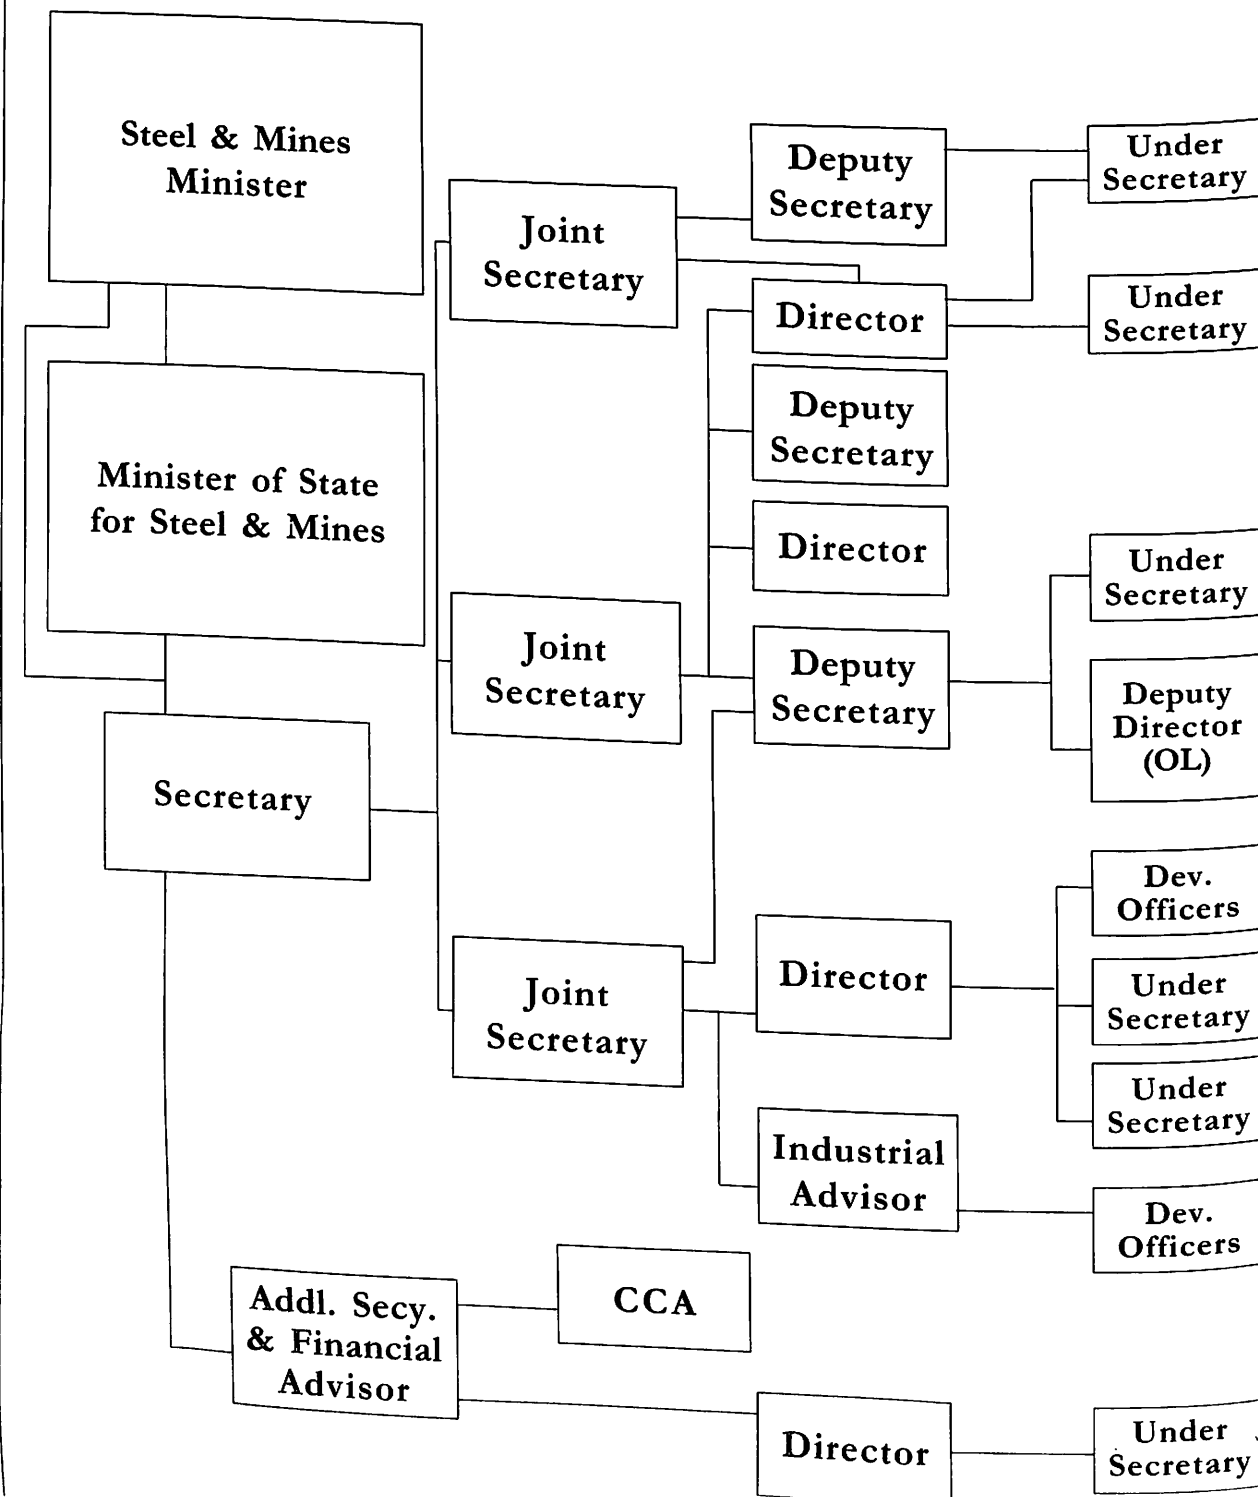 Steel & Mines
Minister
Minister of State
for Steel & Mines
Secretary
Joint
Secretary
Joint
Secretary
Joint
Secretary
Addl. Secy.
& Financial
Advisor
CCA
Deputy
Secretary
Director
Deputy
Secretary
Director
Deputy
Secretary
Director
Industrial
Advisor
Director
Under
Secretary
Under
Secretary
Under
Secretary
Deputy
Director
(OL)
Dev.
Officers
Under
Secretary
Under
Secretary
Dev.
Officers
Under
Secretary